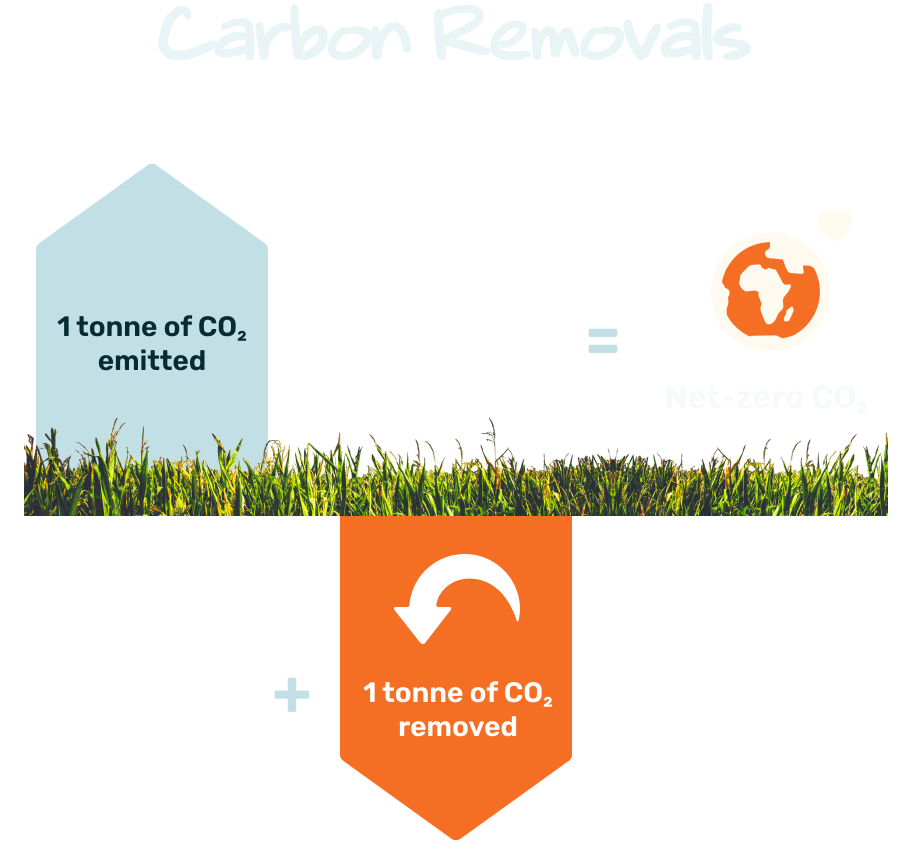 Carbon Removals
1 tonne of CO₂
emitted
=
Net-zero CO₂
+
1 tonne of CO₂
removed